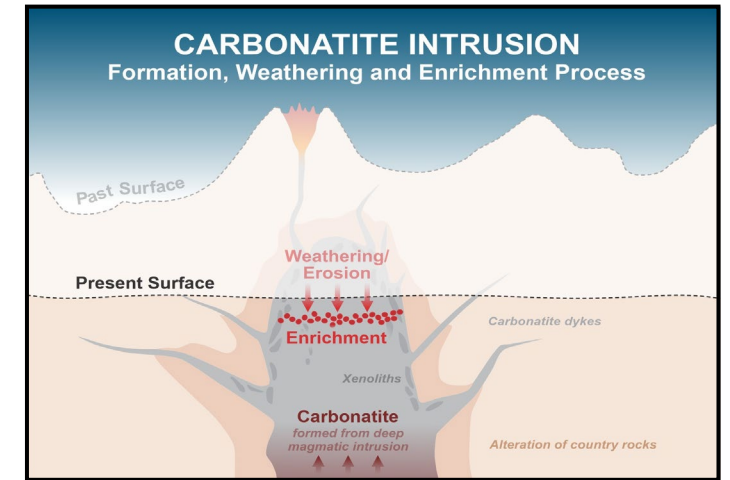 CARBONATITE INTRUSION
Formation, Weathering and Enrichment Process
Past Surface
Weathering/
Erosion
Present Surface
Carbonatite dykes
Enrichment
Xenoliths
Carbonatite
formed from deep
magmatic intrusion
Alteration of country rocks